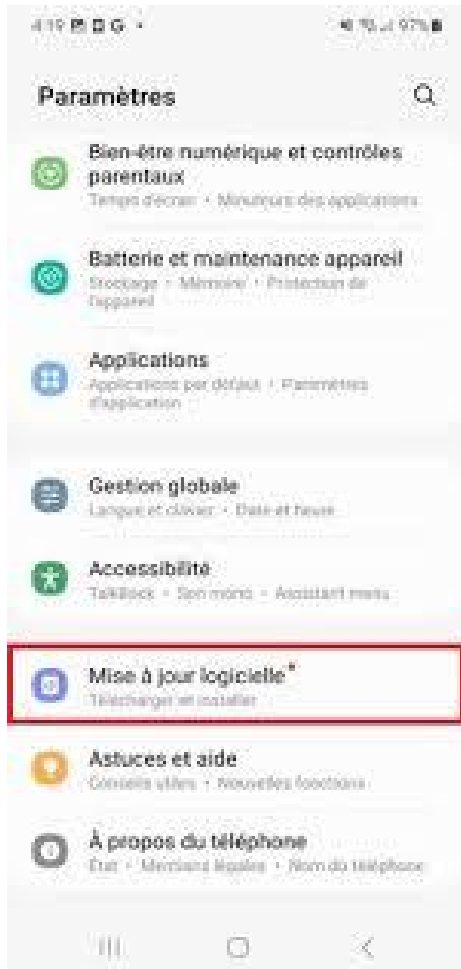 4:19 G •
97%
Paramètres
Bien-être numérique et contrôles
parentaux
Temps d'écran • Minuteurs des applications
Batterie et maintenance appareil
Stockage • Mémoire • Protection de
l'appareil
Applications
Applications par défaut • Paramètres
d'application
Gestion globale
Langue et clavier • Date et heure
Accessibilité
TalkBack • Son mono • Assistant menu
Mise à jour logicielle
Télécharger et installer
Astuces et aide
Conseils utiles • Nouvelles fonctions
À propos du téléphone
État • Mentions légales • Nom du téléphone